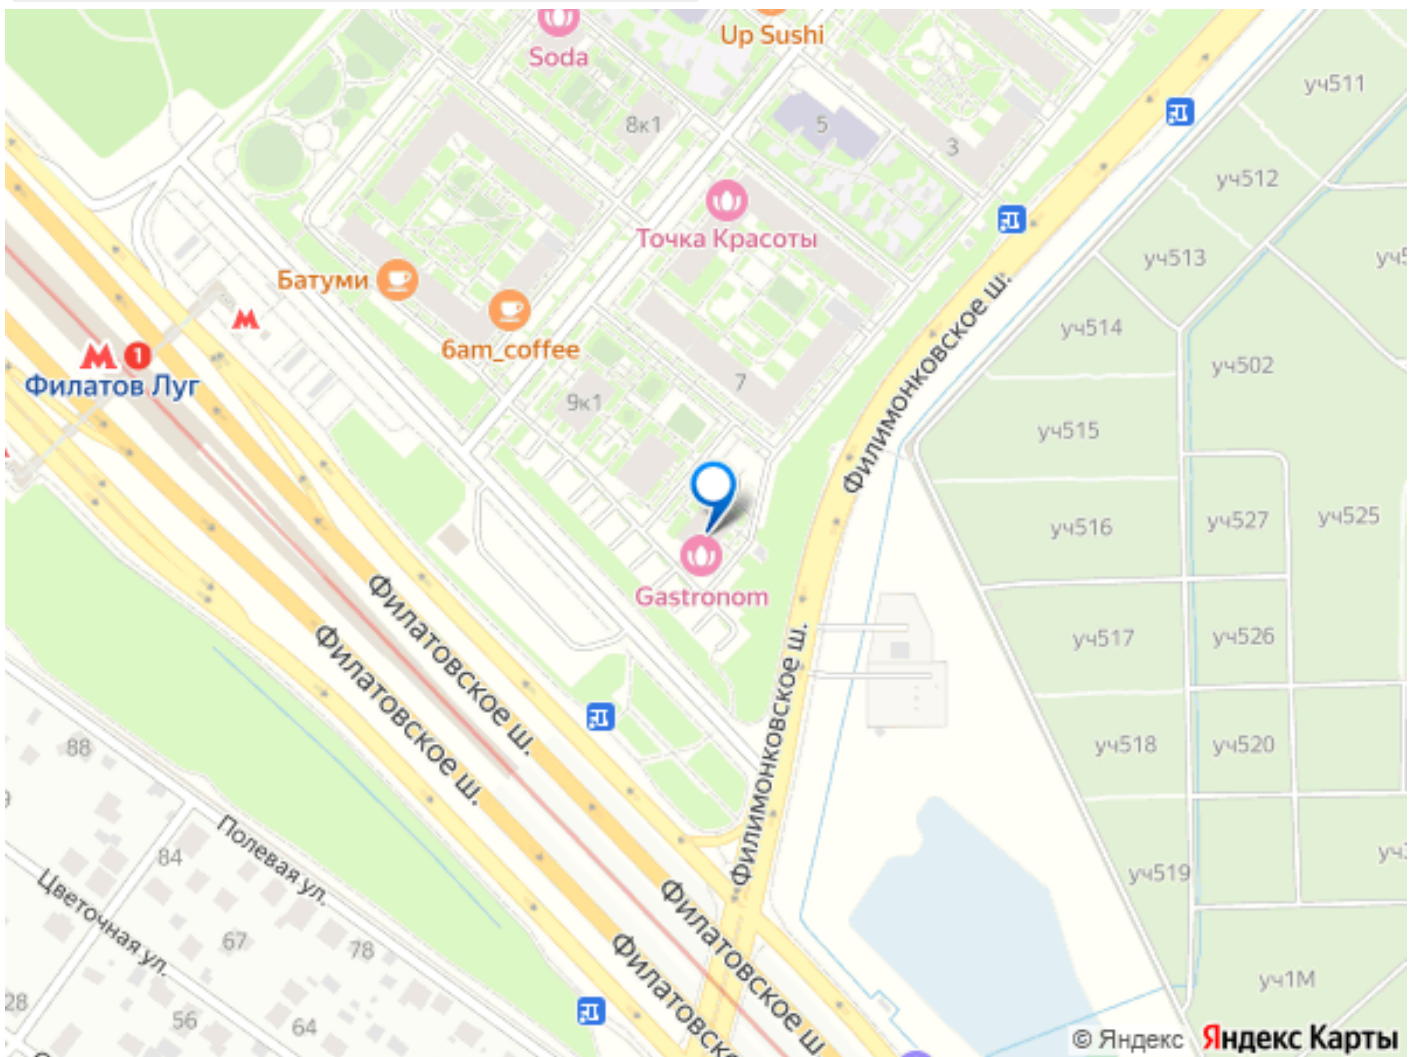 Up Sushi
Soda
уч511
8к1
5
3
уч512
Точка Красоты
уч513
Батуми
уч514
6am_coffee
1
Филатов Луг
7
уч502
9к1
Филимонковское ш.
уч515
уч516
уч527
уч525
Gastronom
Филатовское ш.
Филатовское ш.
Филимонковское ш.
уч517
уч526
88
уч518
уч520
Полевая ул.
84
Филимонковское ш.
уч519
Цветочная ул.
67
78
Филатовское ш.
уч1М
56
64
© Яндекс
Яндекс Карты